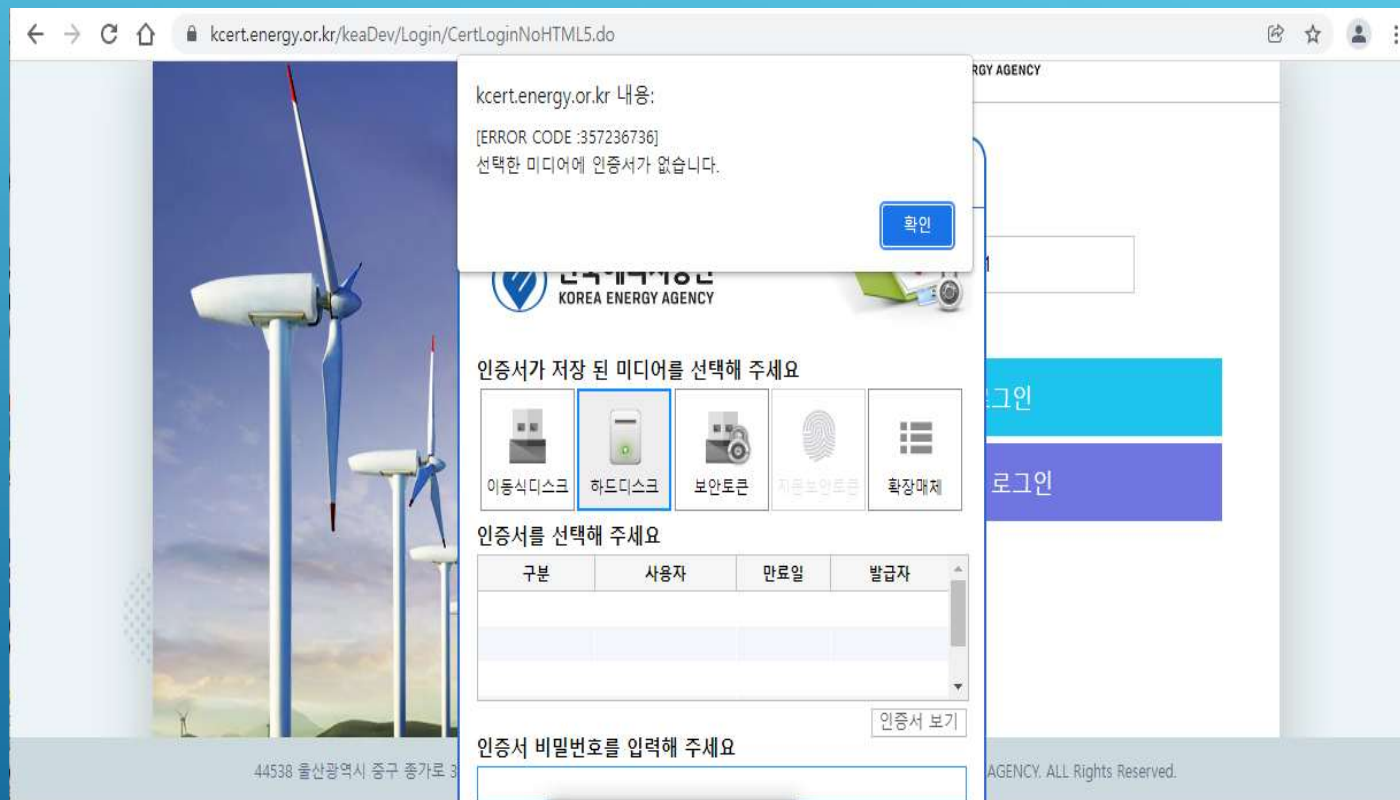 kcert.energy.or.kr/keaDev/Login/CertLoginNoHTML5.do
RGY AGENCY
kcert.energy.or.kr 내용:
[ERROR CODE :357236736]
선택한 미디어에 인증서가 없습니다.
확인
KOREA ENERGY AGENCY
인증서가 저장 된 미디어를 선택해 주세요
이동식디스크 하드디스크 보안토큰 지문보안토큰 확장매체
로그인
로그인
인증서를 선택해 주세요
구분 사용자 만료일 발급자
인증서 보기
인증서 비밀번호를 입력해 주세요
44538 울산광역시 중구 종가로 3
AGENCY. ALL Rights Reserved.